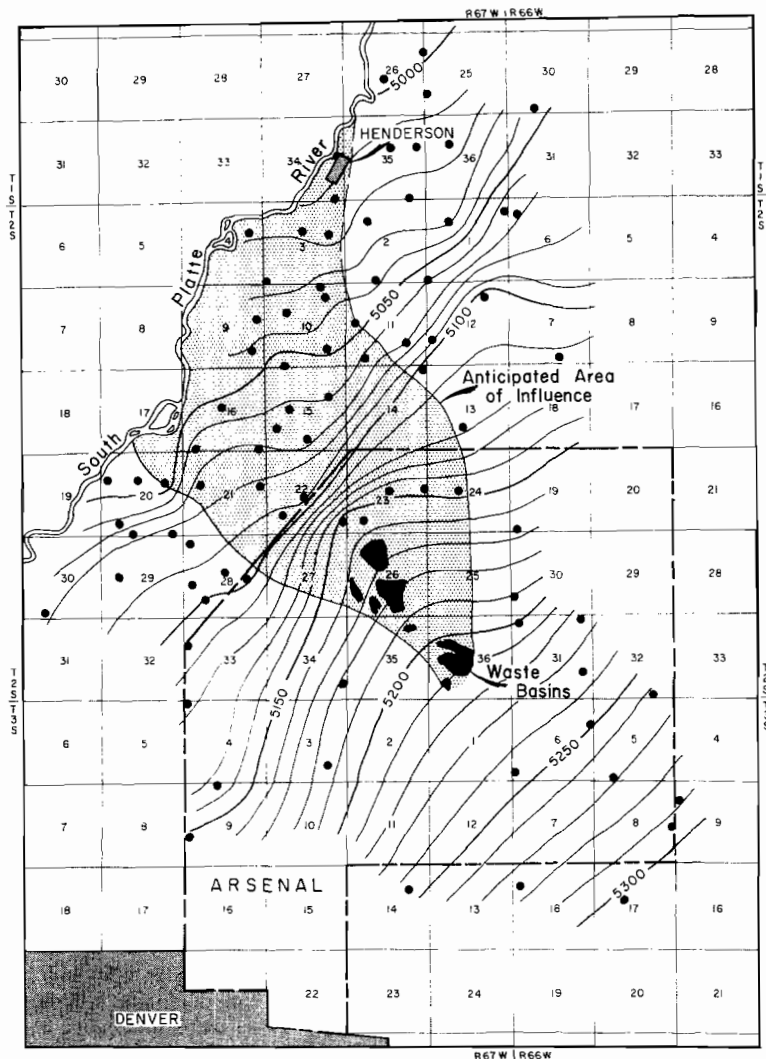 R67W R66W
30 29 28 27 26 25 30 29 28
5000
HENDERSON
31 32 33 34 35 36 31 32 33
River
T1S
T2S
6 5 4 3 2 1 6 5 4
Platte
5050
5100
7 8 9 10 11 12 7 8 9
Anticipated Area
of Influence
18 17 16 15 14 13 18 17 16
South
19 20 21 22 23 24 19 20 21
30 29 28 27 26 25 30 29 28
31 32 33 34 35 36 31 32 33
Waste
Basins
T2S
T3S
5150
5200
5250
6 5 4 3 2 1 6 5 4
7 8 9 10 11 12 7 8 9
ARSENAL
5300
18 17 16 15 14 13 18 17 16
22 23 24 19 20 21
DENVER
R67W R66W